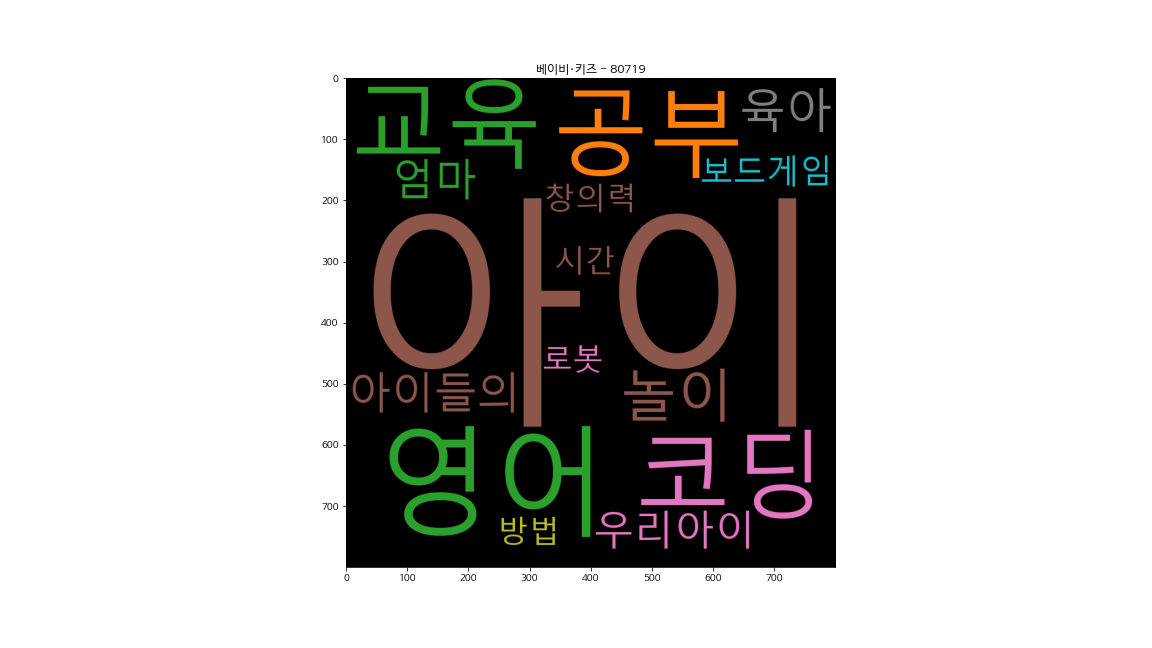 베이비·키즈 - 80719
0
100
200
300
400
500
600
700
교육 공부 육아
엄마 보드게임
창의력
아이
시간
로봇
아이들의 놀이
영어 코딩
방법 우리아이
0 100 200 300 400 500 600 700